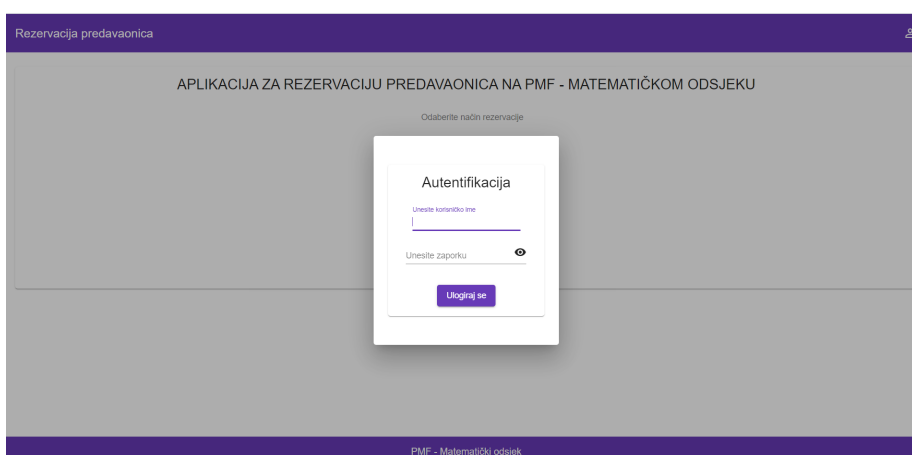 Rezervacija predavaonica
APLIKACIJA ZA REZERVACIJU PREDAVAONICA NA PMF - MATEMATIČKOM ODSJEKU
Odaberite način rezervacije
Autentifikacija
Unesite korisničko ime
Unesite zaporku
Ulogiraj se
PMF - Matematički odsjek